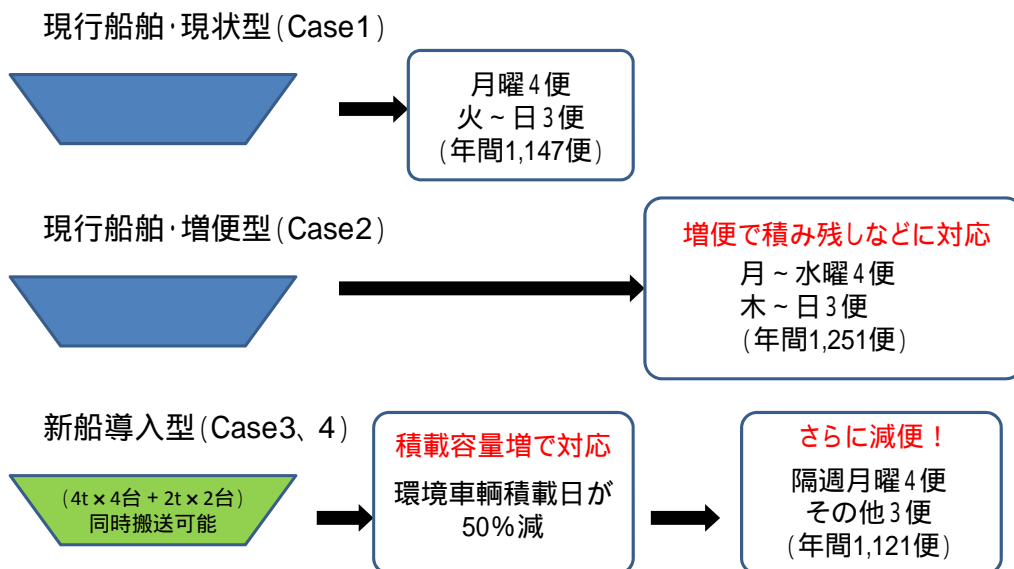 現行船舶・現状型(Case1)
月曜4便
火~日3便
(年間1,147便)
現行船舶・増便型(Case2)
増便で積み残しなどに対応
月~水曜4便
木~日3便
(年間1,251便)
新船導入型(Case3、4)
(4t×4台+2t×2台)
同時搬送可能
積載容量増で対応
環境車輌積載日が
50%減
さらに減便！
隔週月曜4便
その他3便
(年間1,121便)